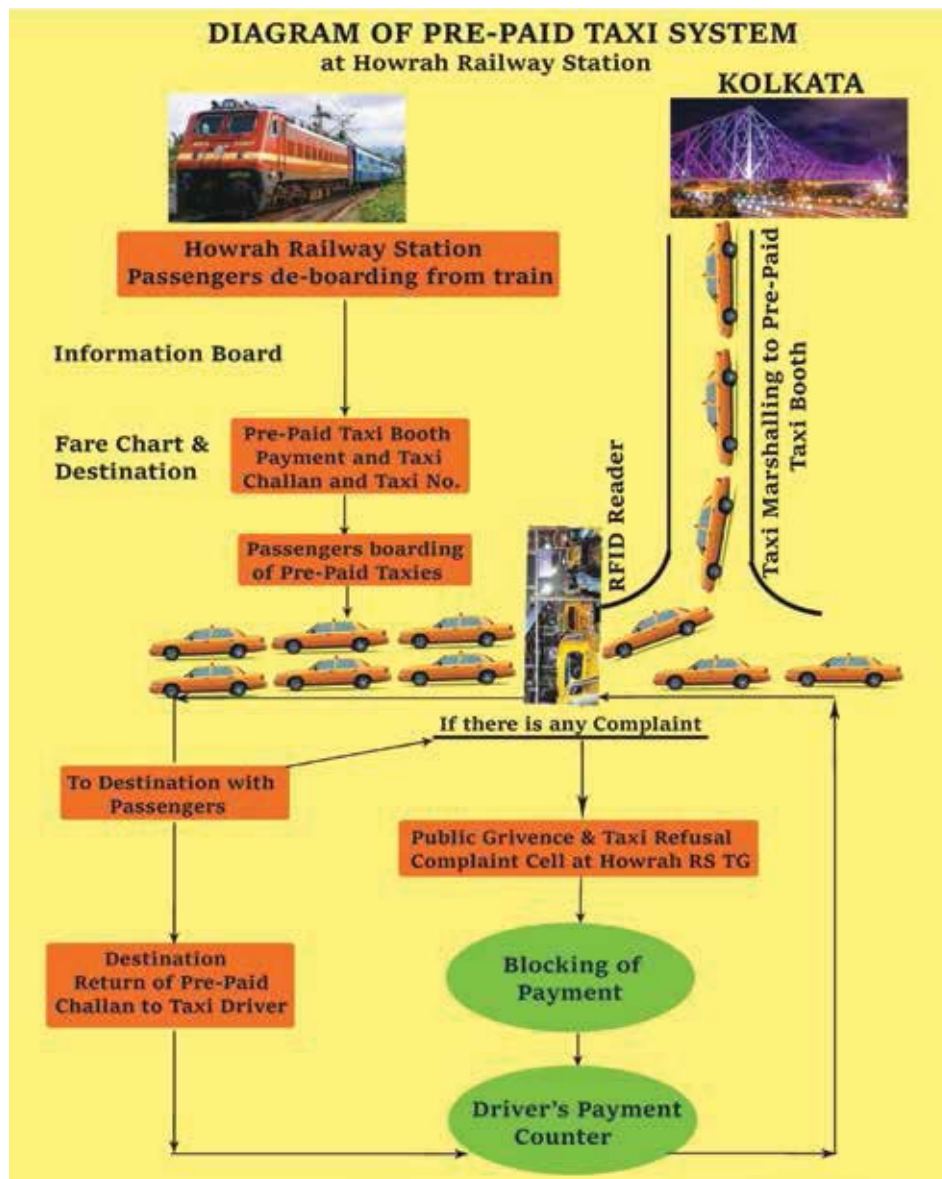 DIAGRAM OF PRE-PAID TAXI SYSTEM
at Howrah Railway Station
KOLKATA
Howrah Railway Station
Passengers de-boarding from train
Information Board
Fare Chart &
Destination
Pre-Paid Taxi Booth
Payment and Taxi
Challan and Taxi No.
Passengers boarding
of Pre-Paid Taxies
RFID Reader
Taxi Marshalling to Pre-Paid
Taxi Booth
If there is any Complaint
To Destination with
Passengers
Public Grivence & Taxi Refusal
Complaint Cell at Howrah RS TG
Destination
Return of Pre-Paid
Challan to Taxi Driver
Blocking of
Payment
Driver's Payment
Counter